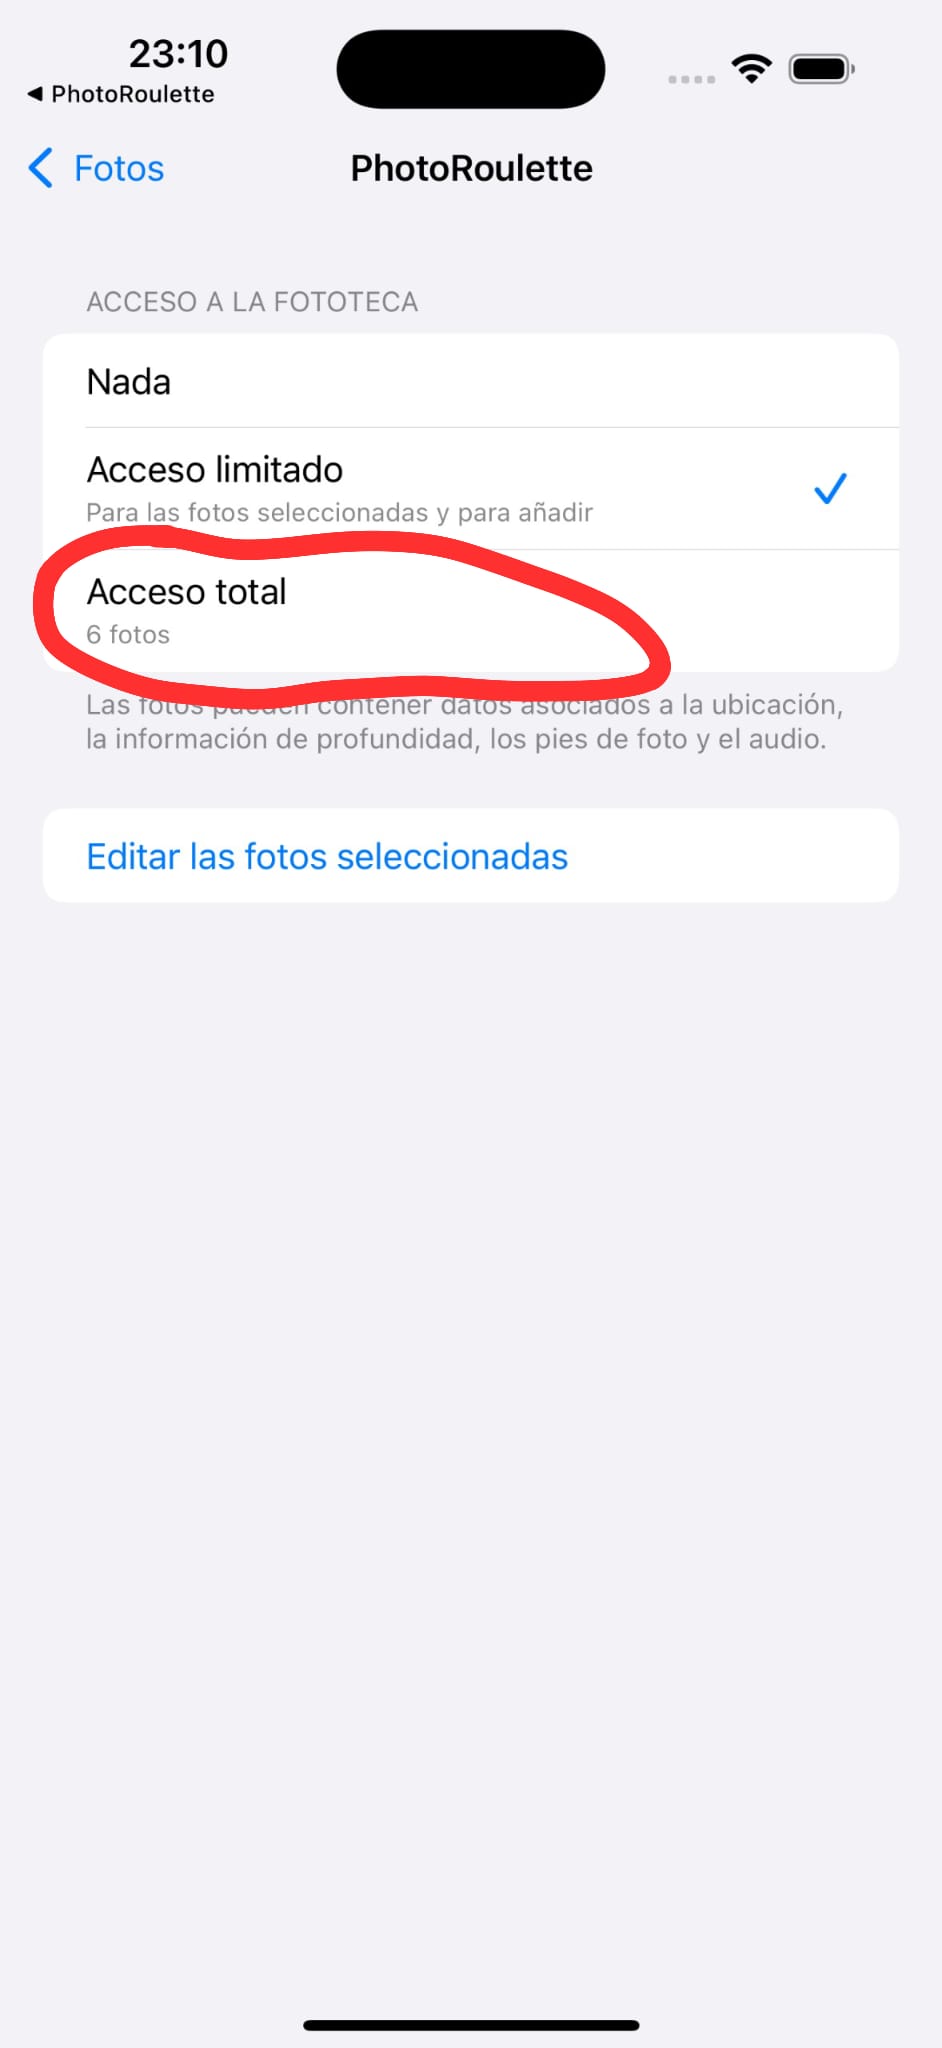 23:10
◀ PhotoRoulette
Fotos
PhotoRoulette
ACCESO A LA FOTOTECA
Nada
Acceso limitado
Para las fotos seleccionadas y para añadir
Acceso total
6 fotos
Las fotos pueden contener datos asociados a la ubicación,
la información de profundidad, los pies de foto y el audio.
Editar las fotos seleccionadas